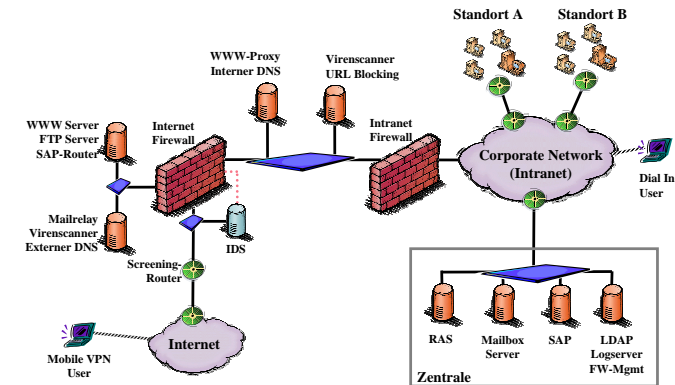 Standort A
Standort B
WWW-Proxy
Interner DNS
Virenscanner
URL Blocking
WWW Server
FTP Server
SAP-Router
Internet
Firewall
Intranet
Firewall
Corporate Network
(Intranet)
Dial In
User
Mailrelay
Virenscanner
Externer DNS
IDS
Screening-
Router
Internet
Mobile VPN
User
RAS
Mailbox
Server
SAP
LDAP
Logserver
FW-Mgmt
Zentrale